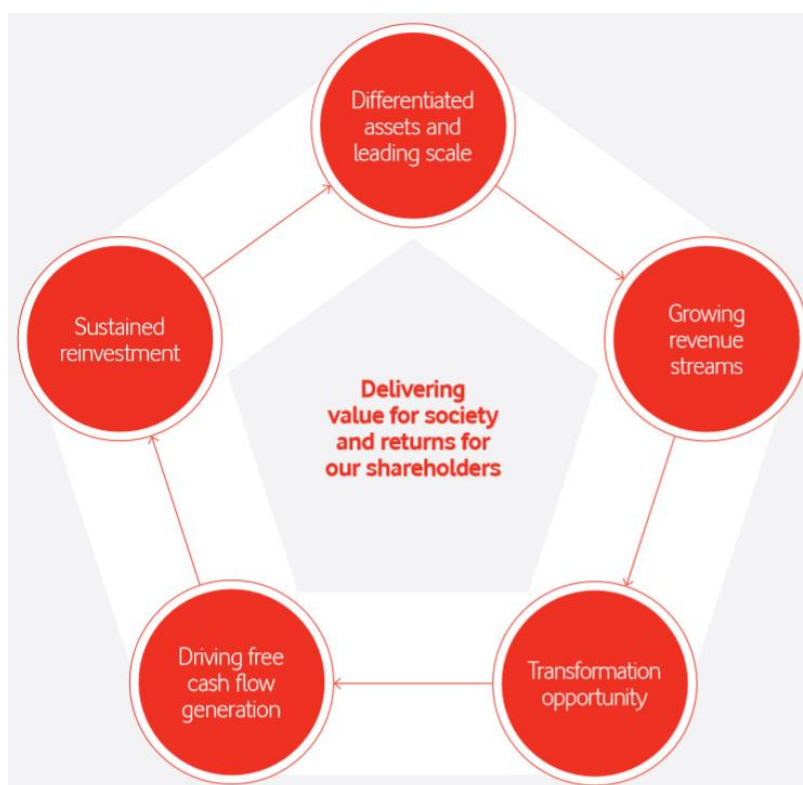 Differentiated
assets and
leading scale
Growing
revenue
streams
Transformation
opportunity
Driving free
cash flow
generation
Sustained
reinvestment
Delivering
value for society
and returns for
our shareholders